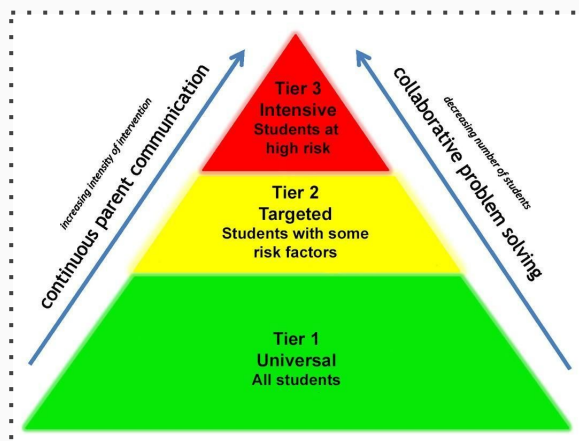 Tier 3
Intensive
Students at
high risk
Tier 2
Targeted
Students with some
risk factors
Tier 1
Universal
All students
increasing intensity of intervention
continuous parent communication
decreasing number of students
collaborative problem solving